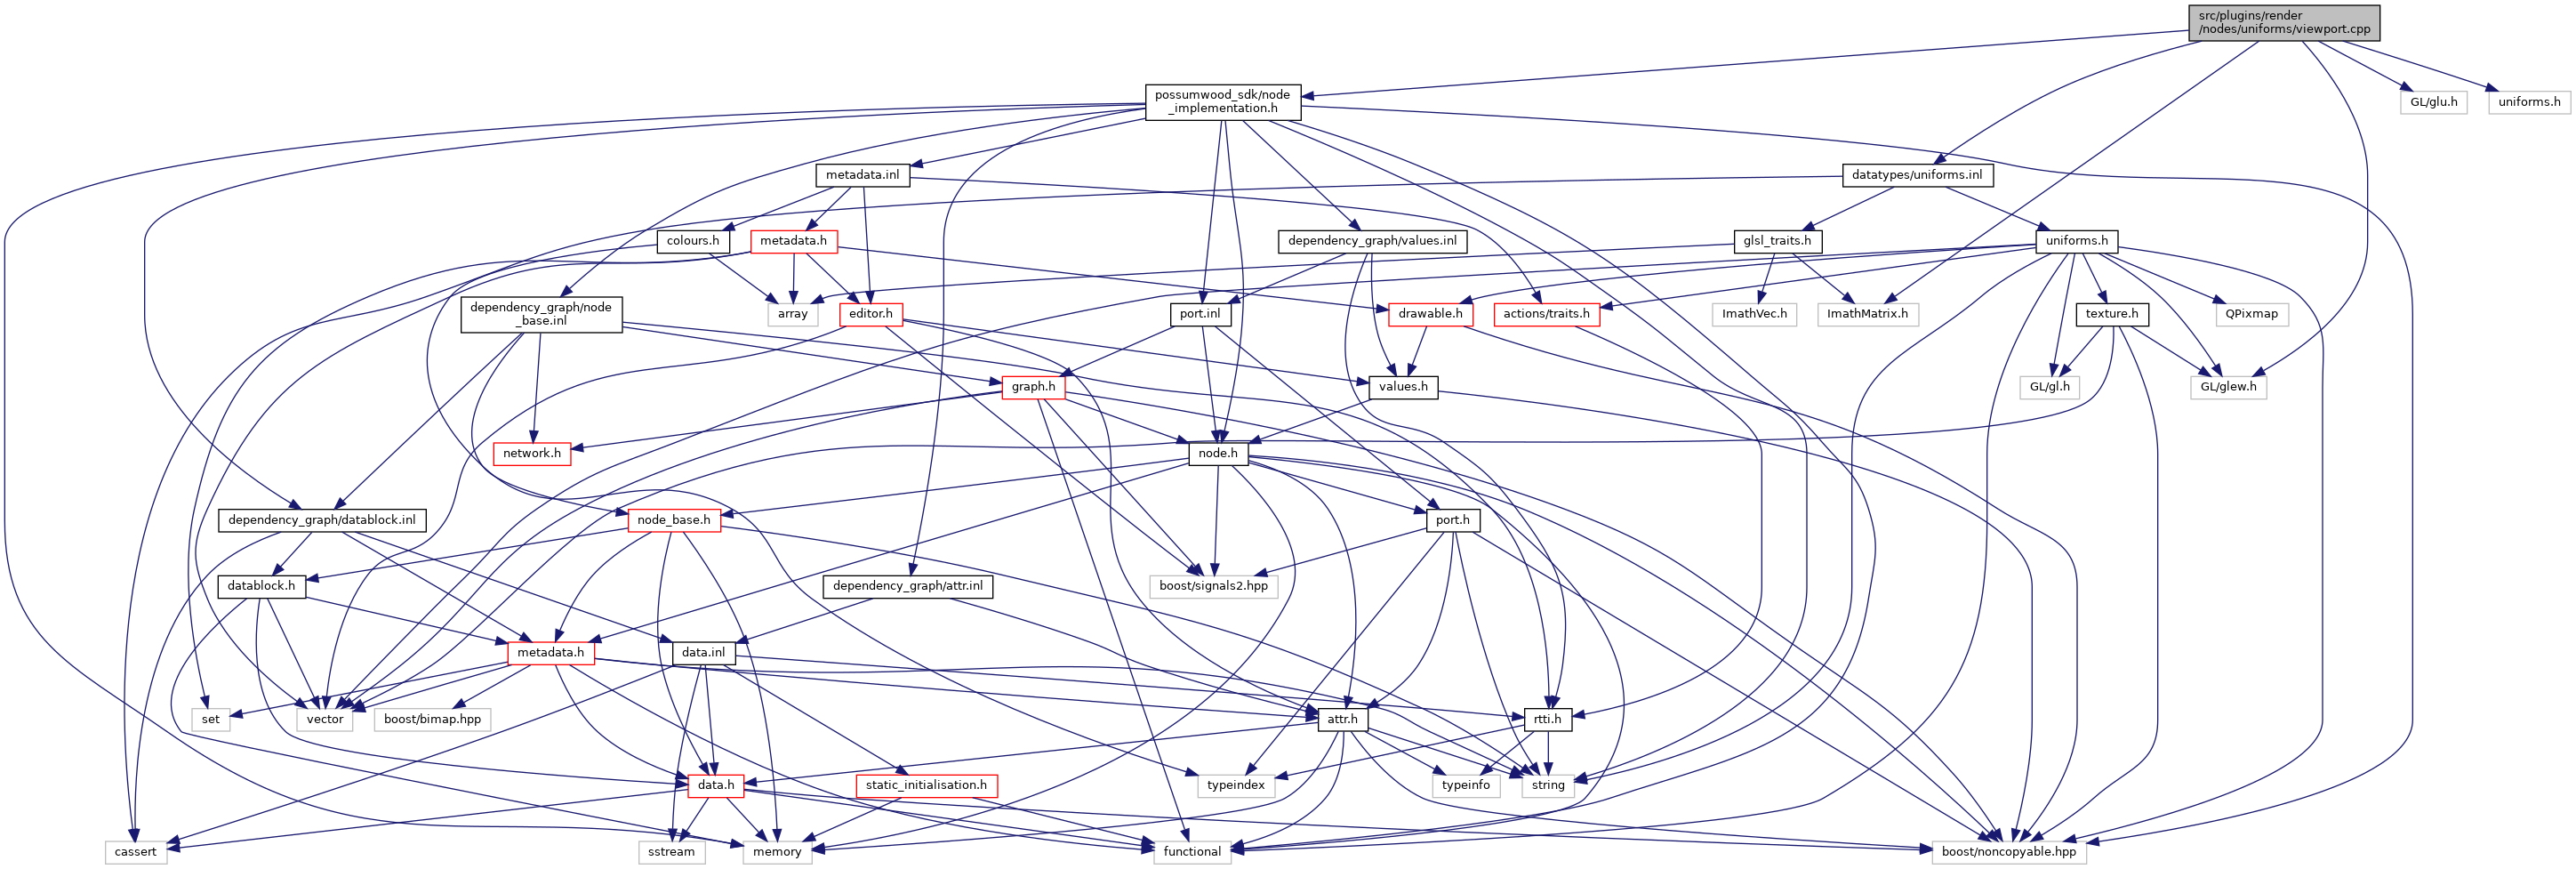 src/plugins/render
/nodes/uniforms/viewport.cpp
possumwood_sdk/node
_implementation.h
GL/glu.h
uniforms.h
metadata.inl
datatypes/uniforms.inl
colours.h
metadata.h
dependency_graph/values.inl
glsl_traits.h
uniforms.h
dependency_graph/node
_base.inl
array
editor.h
port.inl
drawable.h
actions/traits.h
ImathVec.h
ImathMatrix.h
texture.h
QPixmap
graph.h
values.h
GL/gl.h
GL/glew.h
network.h
node.h
dependency_graph/datablock.inl
node_base.h
port.h
datablock.h
dependency_graph/attr.inl
boost/signals2.hpp
metadata.h
data.inl
set
vector
boost/bimap.hpp
attr.h
rtti.h
data.h
static_initialisation.h
typeindex
typeinfo
string
cassert
sstream
memory
functional
boost/noncopyable.hpp